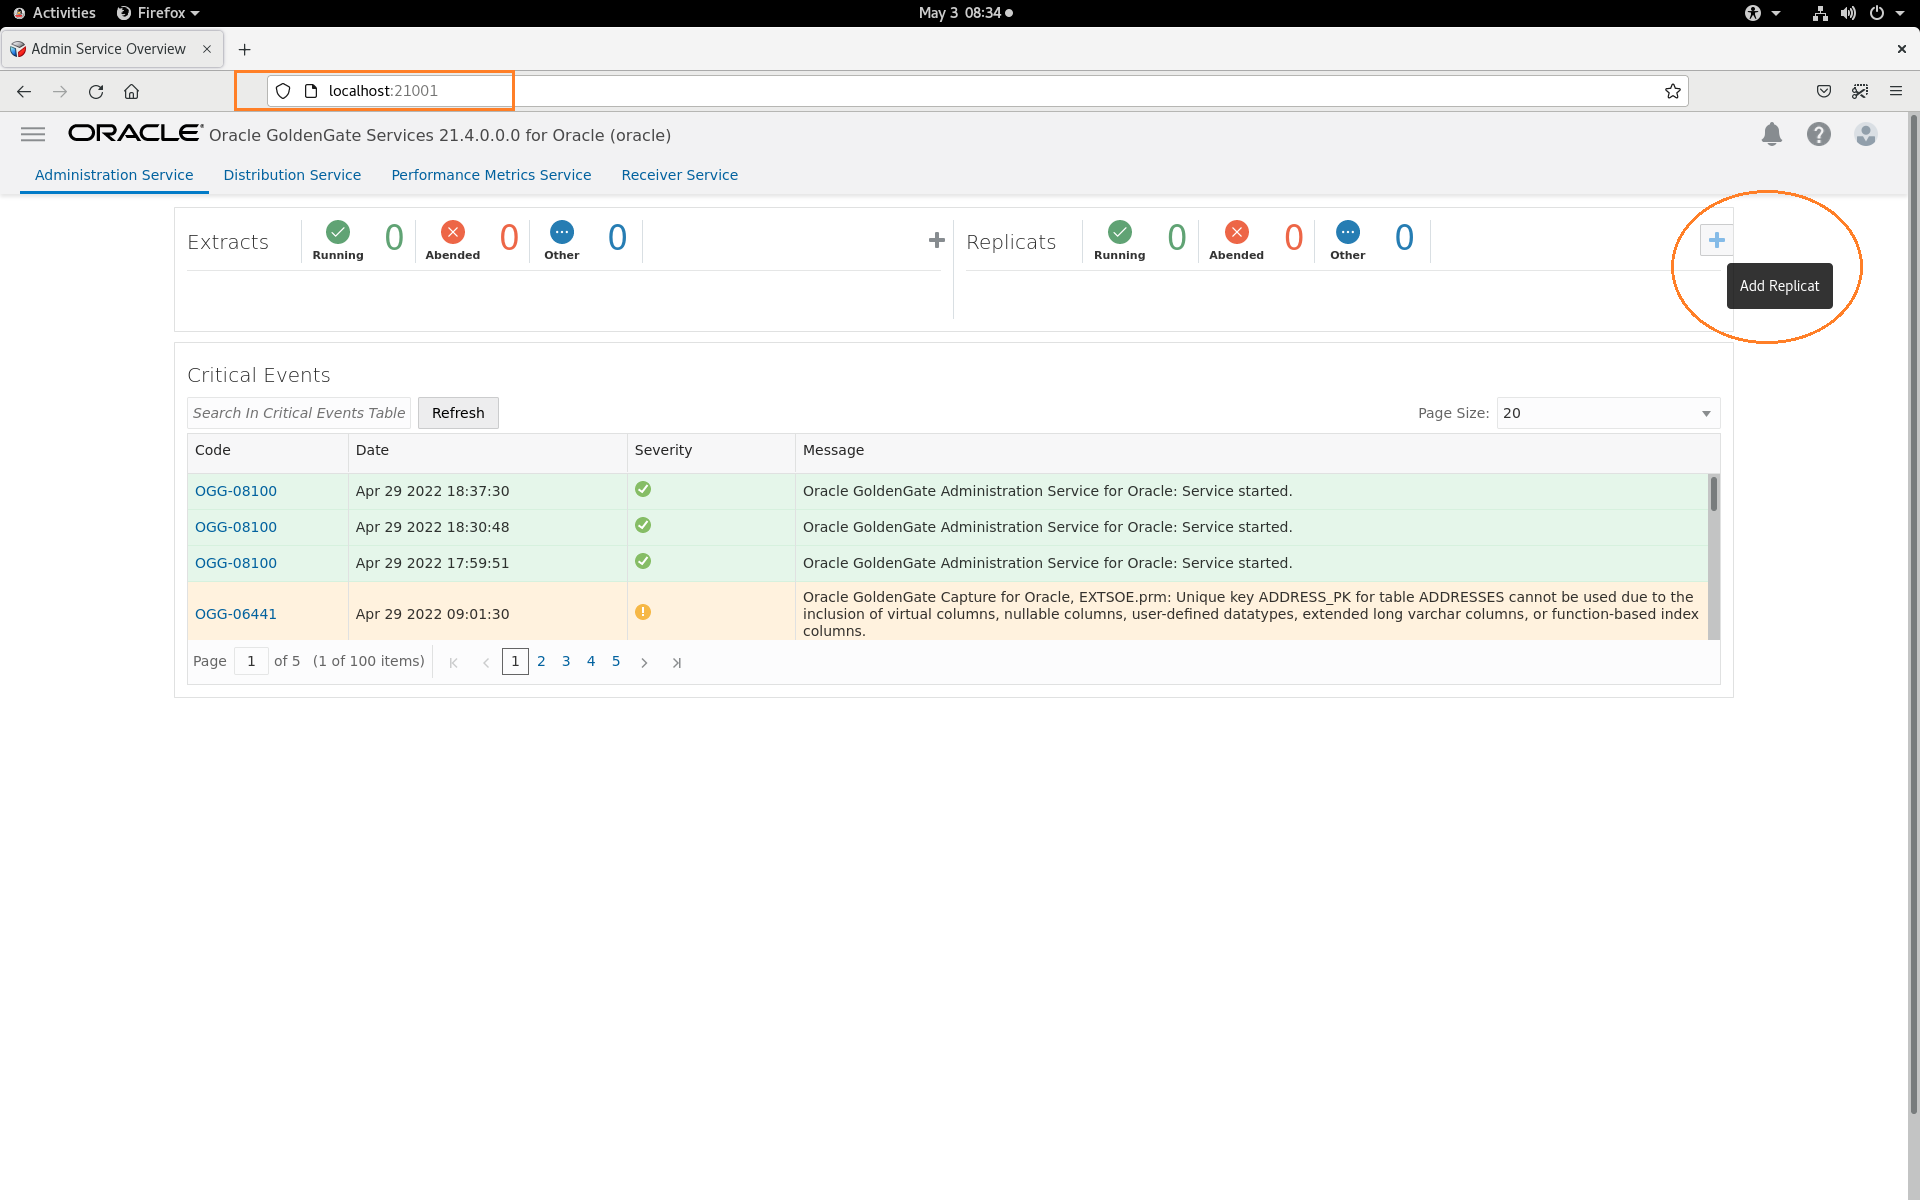 Activities Firefox May 3 08:34
Admin Service Overview
localhost:21001
ORACLE Oracle GoldenGate Services 21.4.0.0.0 for Oracle (oracle)
Administration Service Distribution Service Performance Metrics Service Receiver Service
Extracts Running 0 Abended 0 Other 0 Replicats Running 0 Abended 0 Other 0
Add Replicat
Critical Events
Search In Critical Events Table Refresh Page Size: 20
Code Date Severity Message
OGG-08100 Apr 29 2022 18:37:30 Oracle GoldenGate Administration Service for Oracle: Service started.
OGG-08100 Apr 29 2022 18:30:48 Oracle GoldenGate Administration Service for Oracle: Service started.
OGG-08100 Apr 29 2022 17:59:51 Oracle GoldenGate Administration Service for Oracle: Service started.
OGG-06441 Apr 29 2022 09:01:30 Oracle GoldenGate Capture for Oracle, EXTSOE.prm: Unique key ADDRESS_PK for table ADDRESSES cannot be used due to the
inclusion of virtual columns, nullable columns, user-defined datatypes, extended long varchar columns, or function-based index
columns.
Page 1 of 5 (1 of 100 items) 1 2 3 4 5